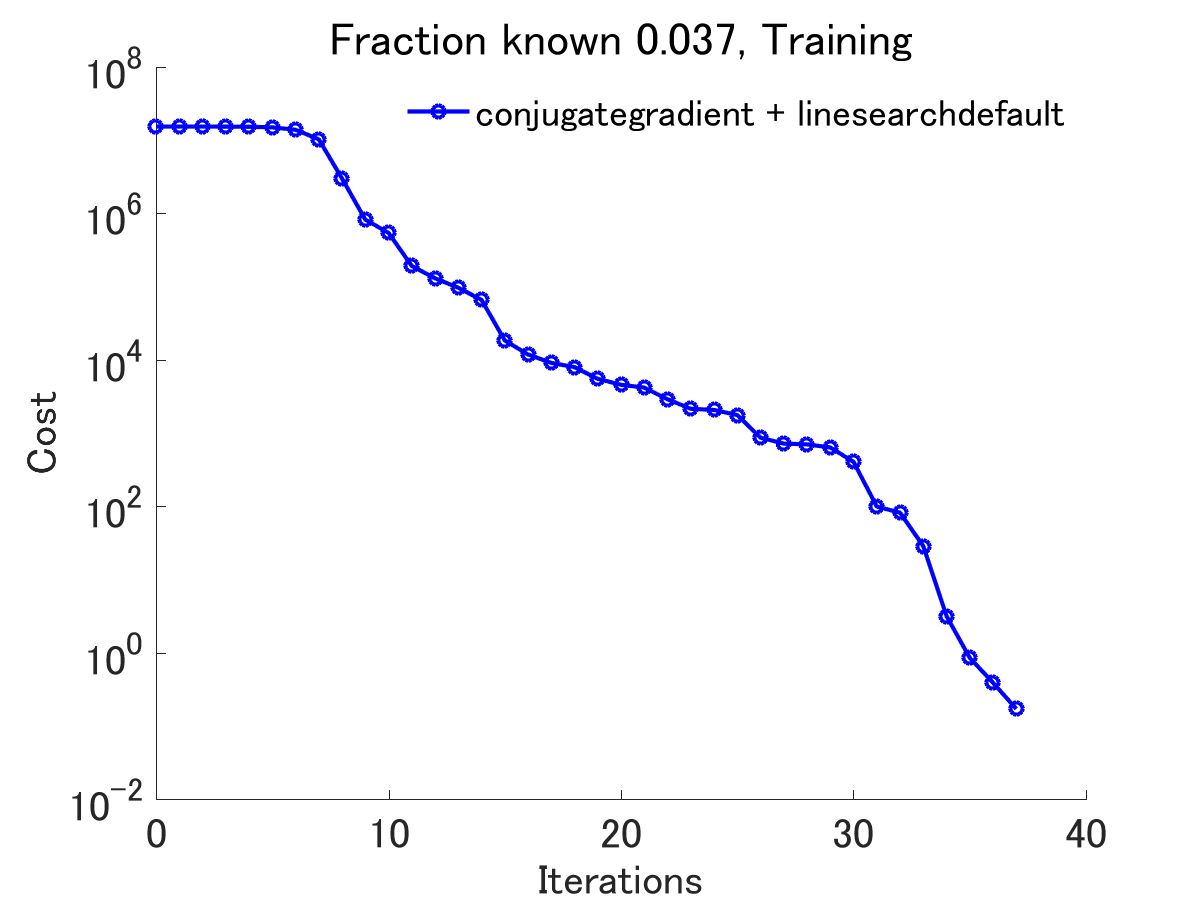 Fraction known 0.037, Training
conjugategradient + linesearchdefault
10^8
10^6
10^4
10^2
10^0
10^-2
Cost
0 10 20 30 40
Iterations